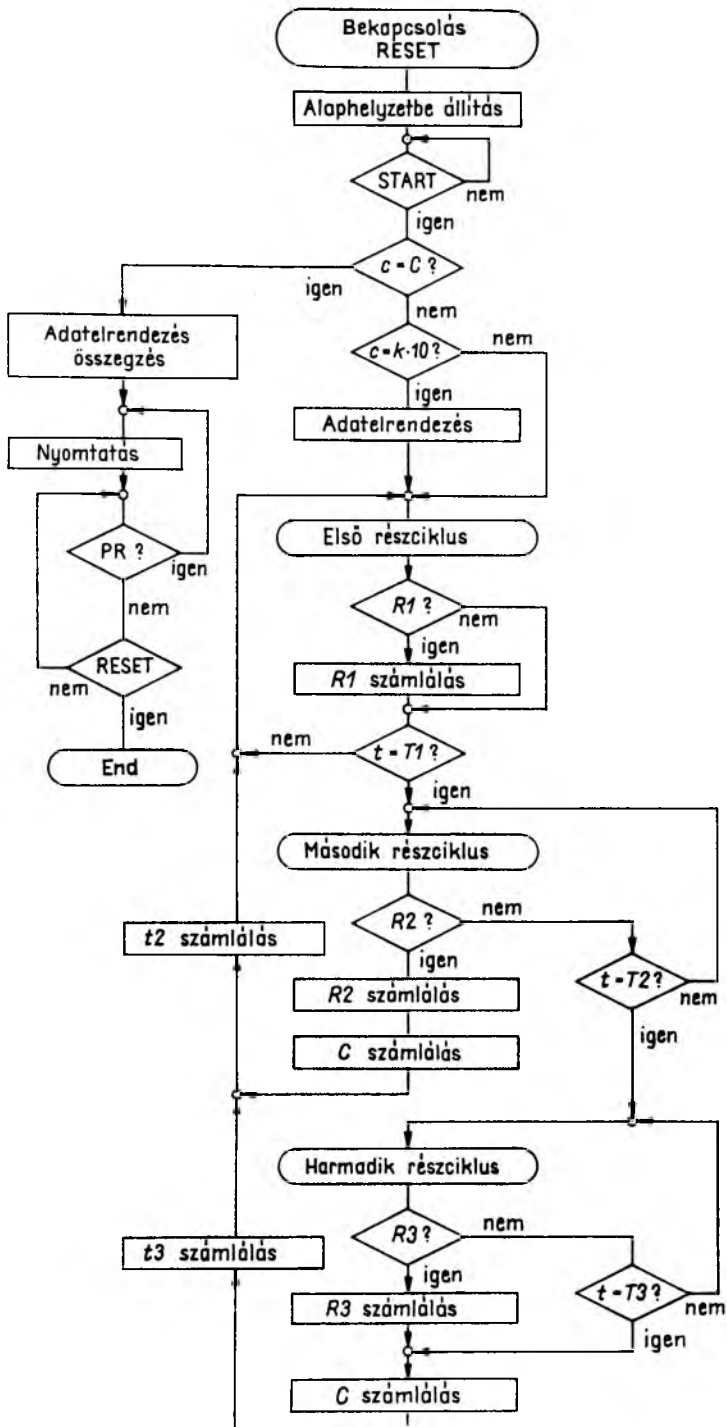 Bekapcsolás
RESET
Alaphelyzetbe állítás
START
nem
igen
c = C ?
igen
nem
Adatelrendezés
összegzés
c = k·10 ?
nem
igen
Adatelrendezés
Nyomtatás
PR ?
igen
nem
RESET
nem
igen
End
Első részciklus
R1 ?
nem
igen
R1 számlálás
t = T1 ?
nem
igen
Második részciklus
R2 ?
nem
igen
t2 számlálás
R2 számlálás
C számlálás
t = T2 ?
nem
igen
Harmadik részciklus
R3 ?
nem
igen
t3 számlálás
R3 számlálás
t = T3 ?
nem
igen
C számlálás